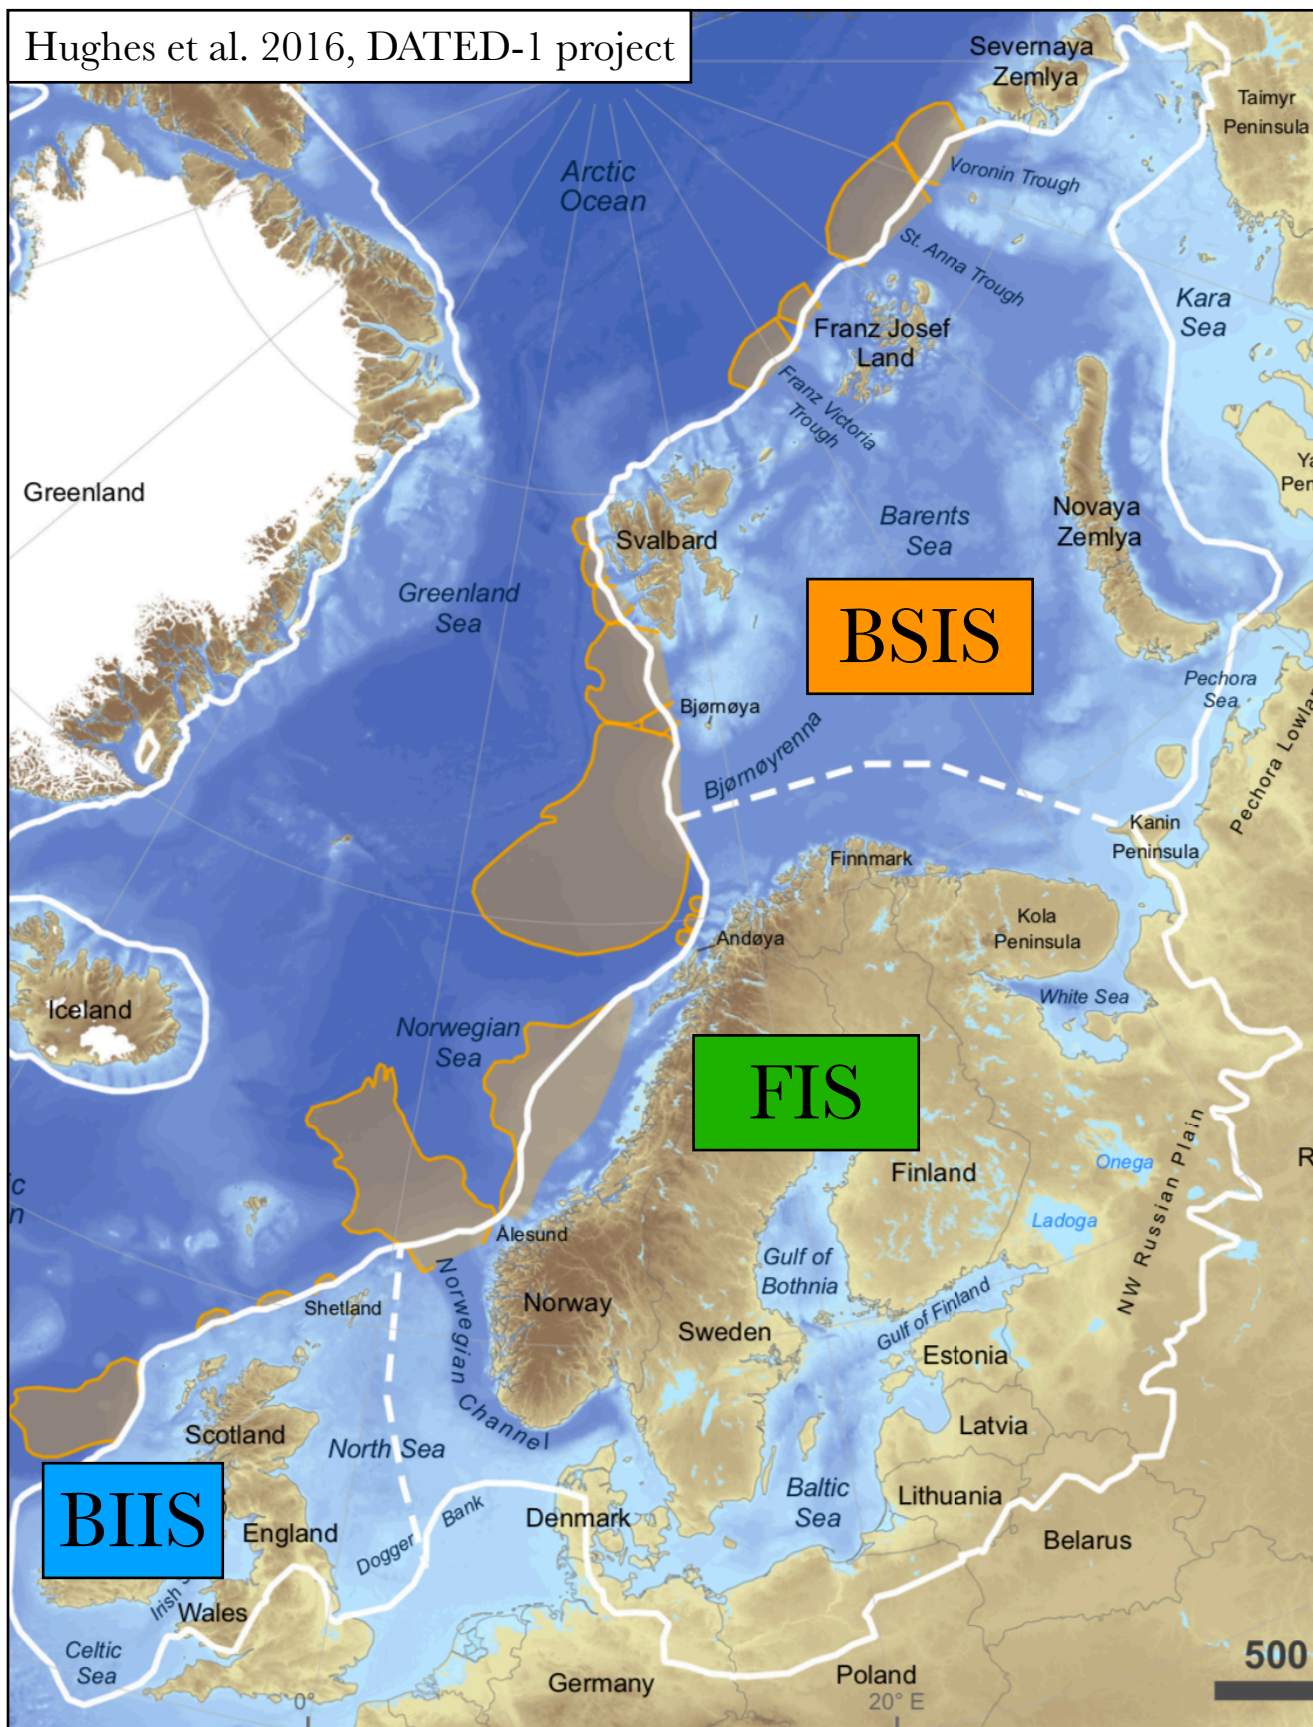 Hughes et al. 2016, DATED-1 project
Severnaya
Zemlya
Taimyr
Peninsula
Arctic
Ocean
Voronin Trough
St. Anna Trough
Kara
Sea
Franz Josef
Land
Franz Victoria
Trough
Greenland
Svalbard
Barents
Sea
Novaya
Zemlya
Greenland
Sea
BSIS
Pechora
Sea
Bjørnøya
Bjørnøyrenna
Kanin
Peninsula
Finnmark
Kola
Peninsula
Andøya
White Sea
Iceland
Norwegian
Sea
FIS
Finland
Onega
Ladoga
NW Russian Plain
Ålesund
Gulf of
Bothnia
Norwegian Channel
Norway
Shetland
Sweden
Gulf of Finland
Estonia
Latvia
Scotland
North Sea
Lithuania
Baltic
Sea
BIIS
England
Dogger Bank
Denmark
Belarus
Irish
Wales
Celtic
Sea
Germany
Poland
500
0°
20° E